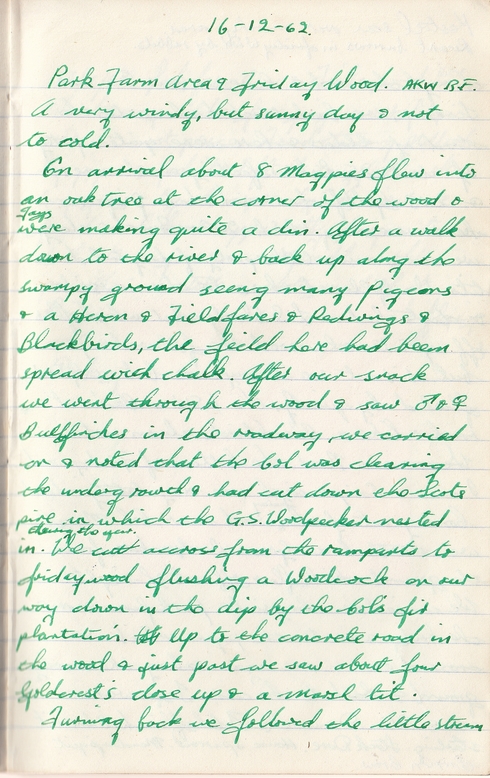 16-12-62
Park Farm Area & Friday Wood. AKW B.F.
A very windy, but sunny day & not
to cold.
On arrival about 8 Magpies flew into
an oak tree at the corner of the wood &
Jays
were making quite a din. After a walk
down to the river & back up along the
swampy ground seeing many Pigeons
& a Heron & Fieldfares & Redwings &
Blackbirds, the field here had been
spread with chalk. After our snack
we went through the wood & saw ♂ & ♀
Bullfinches in the roadway, we carried
on & noted that the bol was clearing
the undergrowth & had cut down the Scots
pine in which the G.S. Woodpecker nested
during the year.
in. We cut accross from the ramparts to
fridaywood flushing a Woodcock on our
way down in the dip by the bol's fir
plantation. Up to the concrete road in
the wood & just past we saw about four
Goldcrest's close up & a marsh tit.
Turning back we followed the little stream